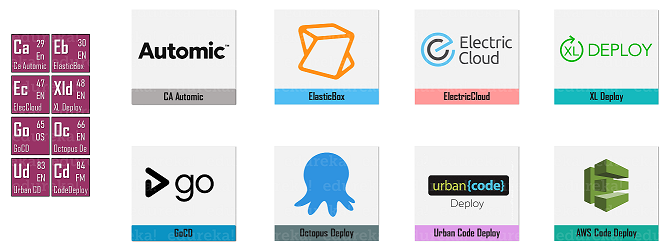 Ca 29 En
CA Automic
Eb 30 EN
ElasticBox
Ec 47 EN
ElecCloud
Xld 48 EN
XL Deploy
Go 65 OS
GoCD
Oc 66 EN
Octopus De
Ud 83 EN
Urban CD
Cd 84 FM
CodeDeploy
Automic™
CA Automic
ElasticBox
Electric
Cloud
ElectricCloud
XL DEPLOY
XL Deploy
go
GoCD
Octopus Deploy
urban{code}
Deploy
Urban Code Deploy
AWS Code Deploy